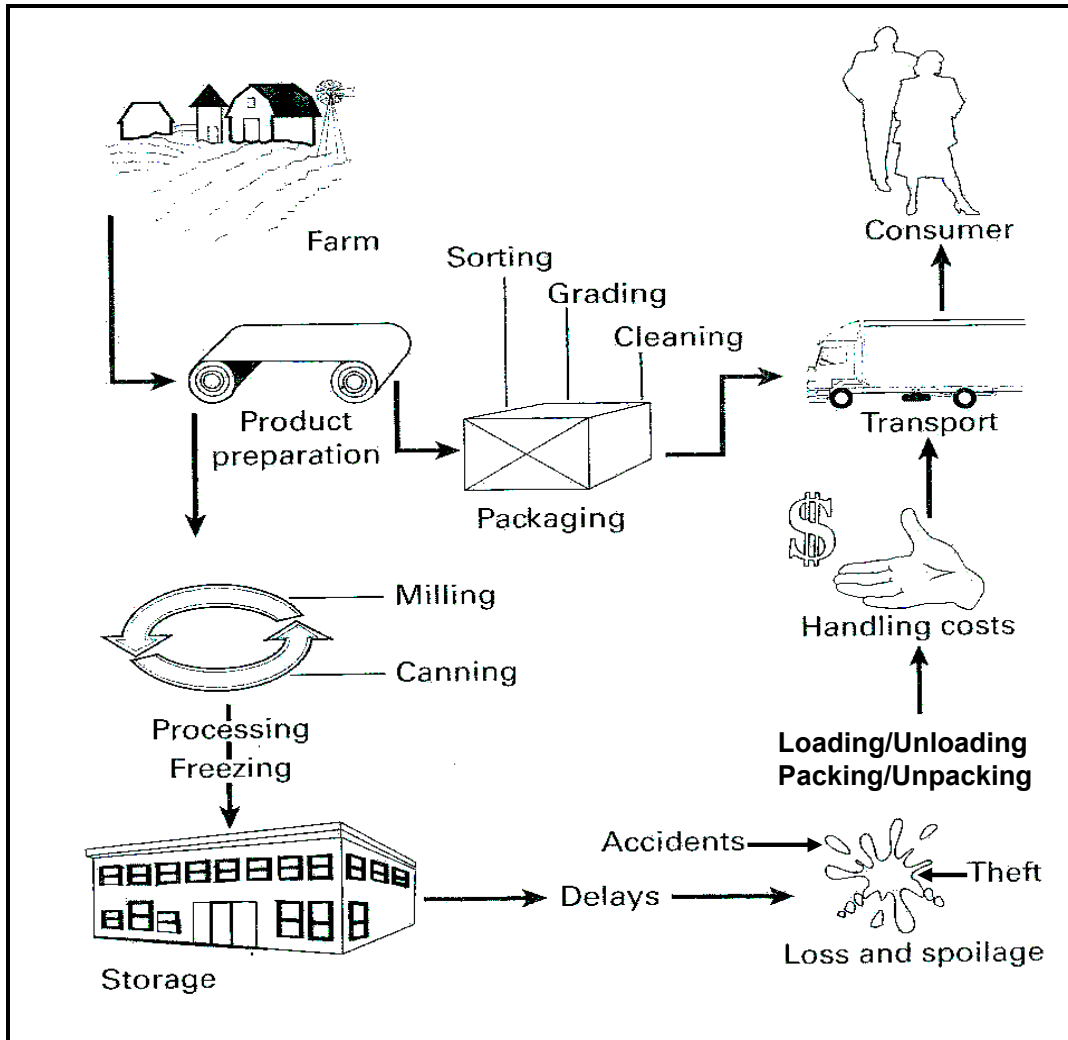 Farm
Consumer
Sorting
Grading
Cleaning
Product
preparation
Packaging
Transport
$
Handling costs
Milling
Canning
Processing
Freezing
Loading/Unloading
Packing/Unpacking
Accidents
Theft
Delays
Loss and spoilage
Storage